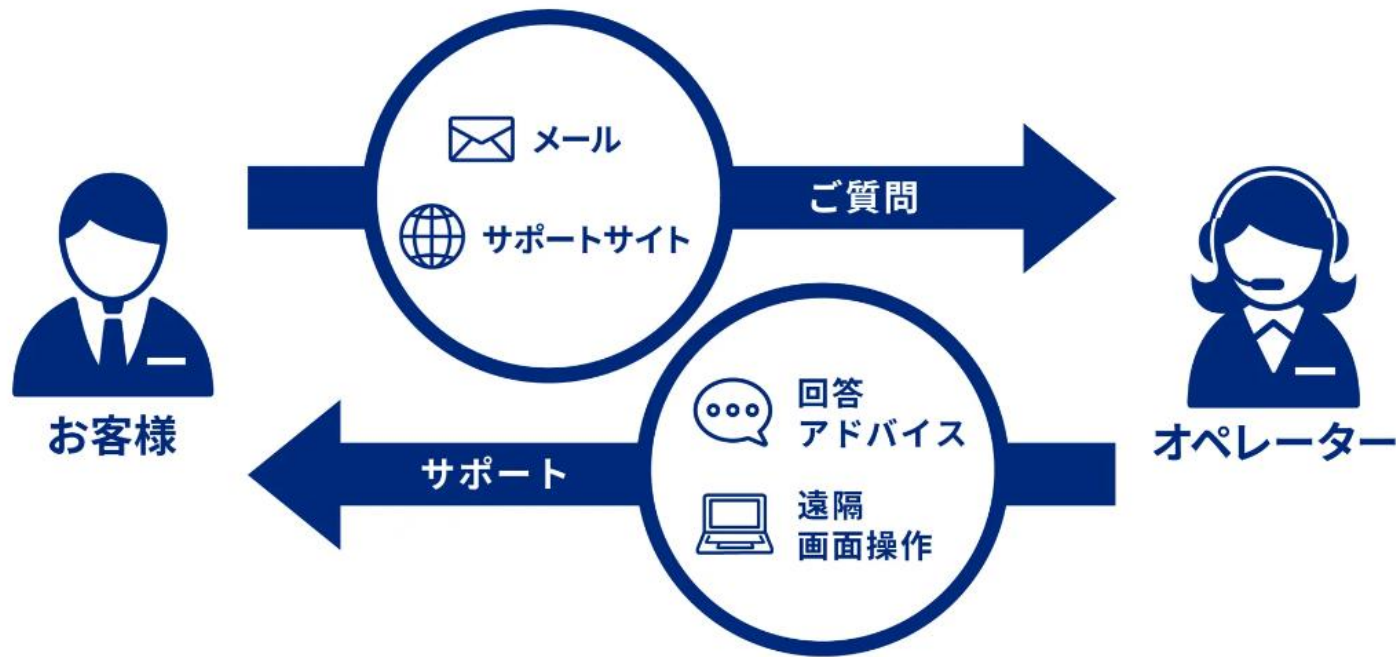 メール
サポートサイト
ご質問
お客様
オペレーター
サポート
回答
アドバイス
遠隔
画面操作